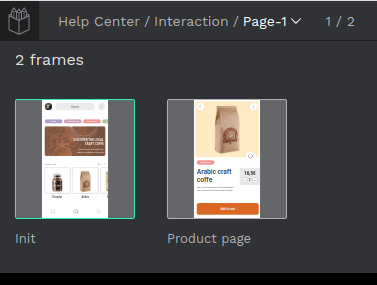 Help Center / Interaction / Page-1 1 / 2
2 frames
Search
DISCOVER THE LOCAL
CRAFT COFFE
Arabic craft
coffe
16,5€
Add to cart
Init
Product page